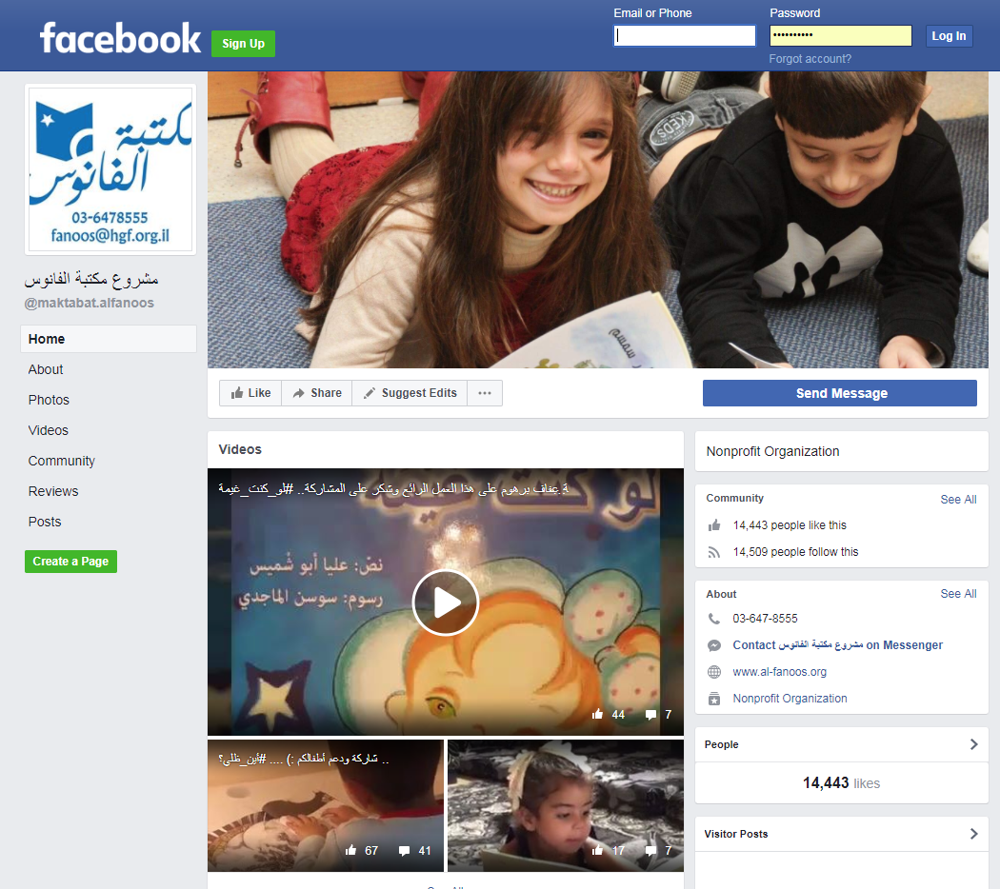 facebook
Sign Up
Email or Phone
Password
••••••••••
Log In
Forgot account?
مكتبة
الفانوس
03-6478555
fanoos@hgf.org.il
مشروع مكتبة الفانوس
@maktabat.alfanoos
Home
About
Photos
Videos
Community
Reviews
Posts
Create a Page
KEDS
Like
Share
Suggest Edits
Send Message
Videos
ة عفاف برهوم على هذا العمل الرائع وشكر على المشاركة.. #لو_كنت_غيمة
لو كنت غيمة
نصّ: عليا أبو شميس
رسوم: سوسن الماجدي
44
7
.. شاركة ودعم أطفالكم :) .... #أين_ظلي؟
67
41
17
7
Nonprofit Organization
Community
See All
14,443 people like this
14,509 people follow this
About
See All
03-647-8555
Contact مشروع مكتبة الفانوس on Messenger
www.al-fanoos.org
Nonprofit Organization
People
14,443 likes
Visitor Posts